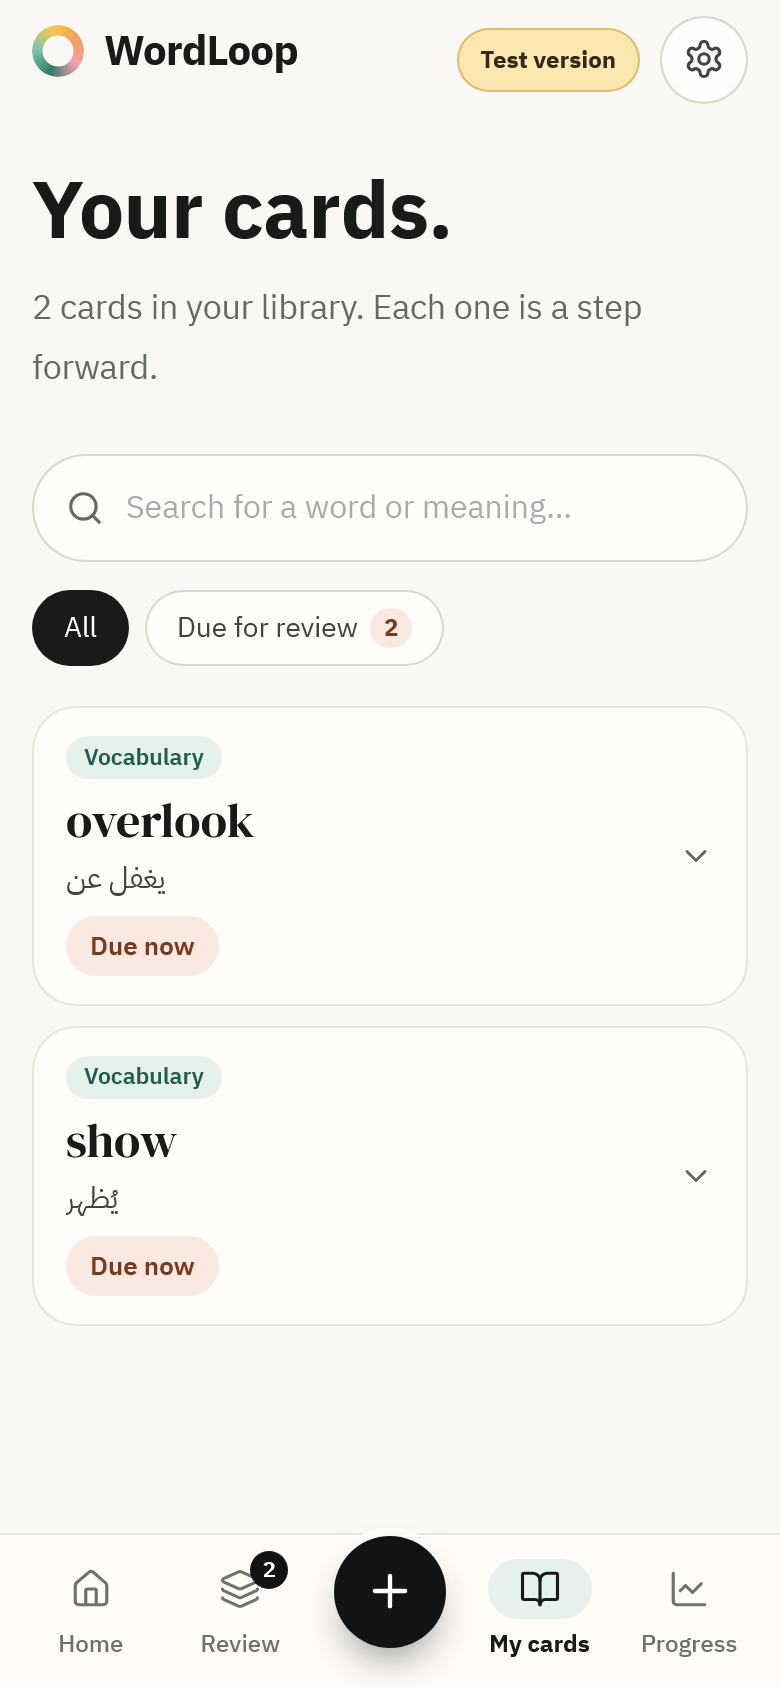 WordLoop
Test version
Your cards.
2 cards in your library. Each one is a step
forward.
Search for a word or meaning...
All
Due for review 2
Vocabulary
overlook
يغفل عن
Due now
Vocabulary
show
يُظهر
Due now
2
Home
Review
My cards
Progress